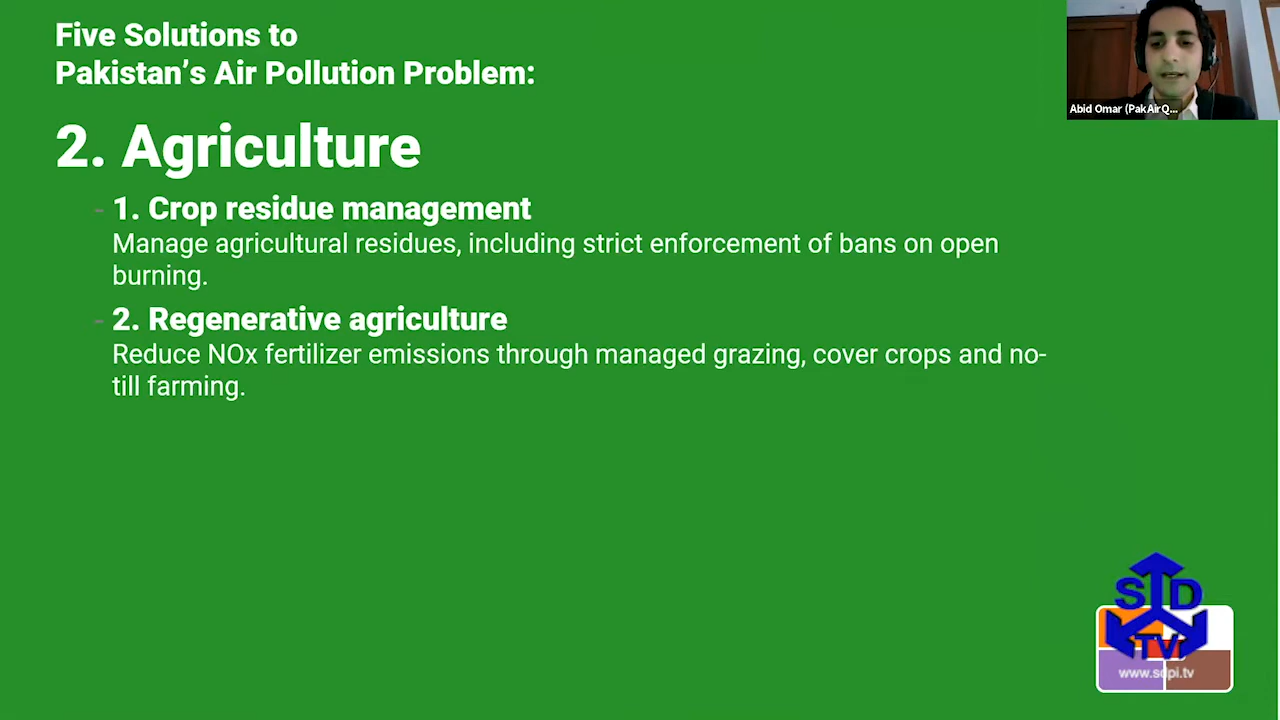 Five Solutions to
Pakistan's Air Pollution Problem:
2. Agriculture
- 1. Crop residue management
Manage agricultural residues, including strict enforcement of bans on open
burning.
- 2. Regenerative agriculture
Reduce NOx fertilizer emissions through managed grazing, cover crops and no-
till farming.
Abid Omar (PakAirQ...
STD
TV
www.sdpi.tv